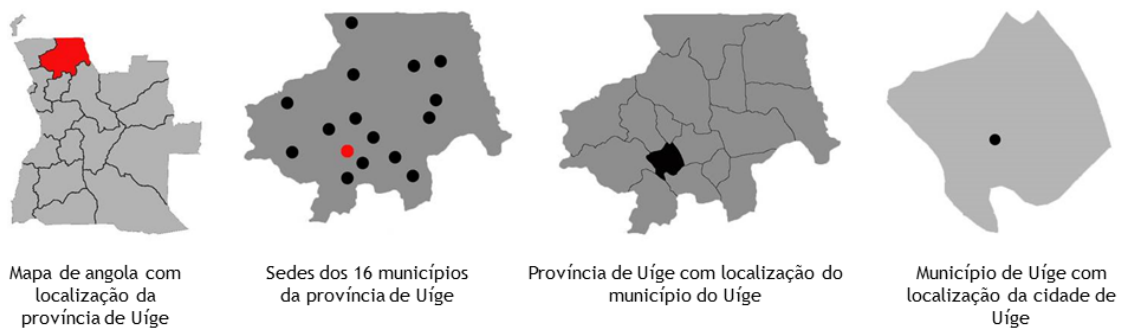 Mapa de angola com
localização da
província de Uíge
Sedes dos 16 municípios
da província de Uíge
Província de Uíge com localização do
município do Uíge
Município de Uíge com
localização da cidade de
Uíge